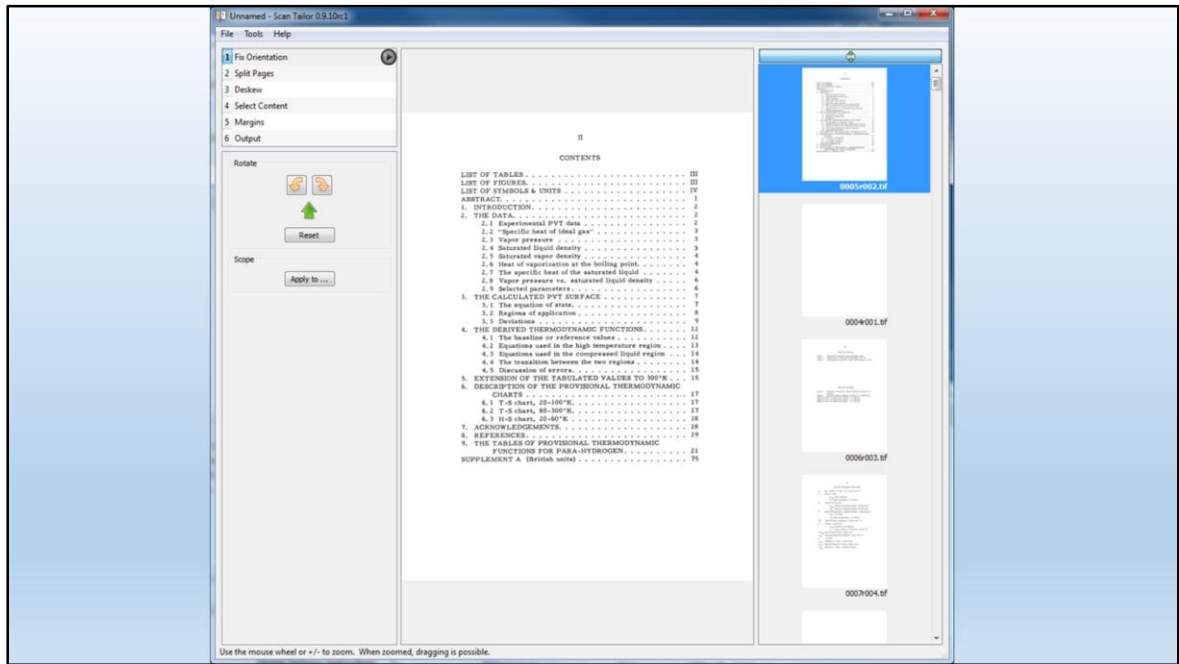 Unnamed - Scan Tailor 0.9.10rc1
File Tools Help
1 Fix Orientation
2 Split Pages
3 Deskew
4 Select Content
5 Margins
6 Output
Rotate
Reset
Scope
Apply to ...
II
CONTENTS
LIST OF TABLES . . . . . . . . . . . . . . . . . . . . . . . . III
LIST OF FIGURES. . . . . . . . . . . . . . . . . . . . . . . . III
LIST OF SYMBOLS & UNITS . . . . . . . . . . . . . . . . . . IV
ABSTRACT. . . . . . . . . . . . . . . . . . . . . . . . . . . 1
1. INTRODUCTION. . . . . . . . . . . . . . . . . . . . . . . 2
2. THE DATA. . . . . . . . . . . . . . . . . . . . . . . . . 2
2.1 Experimental PVT data . . . . . . . . . . . . . . . 2
2.2 "Specific heat of ideal gas" . . . . . . . . . . . . . 3
2.3 Vapor pressure . . . . . . . . . . . . . . . . . . . 3
2.4 Saturated liquid density . . . . . . . . . . . . . . . 3
2.5 Saturated vapor density . . . . . . . . . . . . . . . 4
2.6 Heat of vaporization at the boiling point. . . . . . . . 4
2.7 The specific heat of the saturated liquid . . . . . . . 4
2.8 Vapor pressure vs. saturated liquid density . . . . . 6
2.9 Selected parameters. . . . . . . . . . . . . . . . . 6
3. THE CALCULATED PVT SURFACE . . . . . . . . . . . . . 7
3.1 The equation of state. . . . . . . . . . . . . . . . . 7
3.2 Regions of application . . . . . . . . . . . . . . . . 8
3.3 Deviations . . . . . . . . . . . . . . . . . . . . . 9
4. THE DERIVED THERMODYNAMIC FUNCTIONS. . . . . . . 12
4.1 The baseline or reference values . . . . . . . . . . . 12
4.2 Equations used in the high temperature region . . . . 13
4.3 Equations used in the compressed liquid region . . . 14
4.4 The transition between the two regions . . . . . . . . 14
4.5 Discussion of errors. . . . . . . . . . . . . . . . . 15
5. EXTENSION OF THE TABULATED VALUES TO 300°K . . . 15
6. DESCRIPTION OF THE PROVISIONAL THERMODYNAMIC
CHARTS . . . . . . . . . . . . . . . . . . . . . . . ... 17
6.1 T-S chart, 20-100°K. . . . . . . . . . . . . . . . . 17
6.2 T-S chart, 80-300°K. . . . . . . . . . . . . . . . . 17
6.3 H-S chart, 20-60°K . . . . . . . . . . . . . . . . . 18
7. ACKNOWLEDGEMENTS. . . . . . . . . . . . . . . . . . 18
8. REFERENCES. . . . . . . . . . . . . . . . . . . . . . . 19
9. THE TABLES OF PROVISIONAL THERMODYNAMIC
FUNCTIONS FOR PARA-HYDROGEN. . . . . . . . . . 21
SUPPLEMENT A (British units) . . . . . . . . . . . . . . . . . 75
0005r002.tif
0004r001.tif
0006r003.tif
0007r004.tif
Use the mouse wheel or +/- to zoom. When zoomed, dragging is possible.